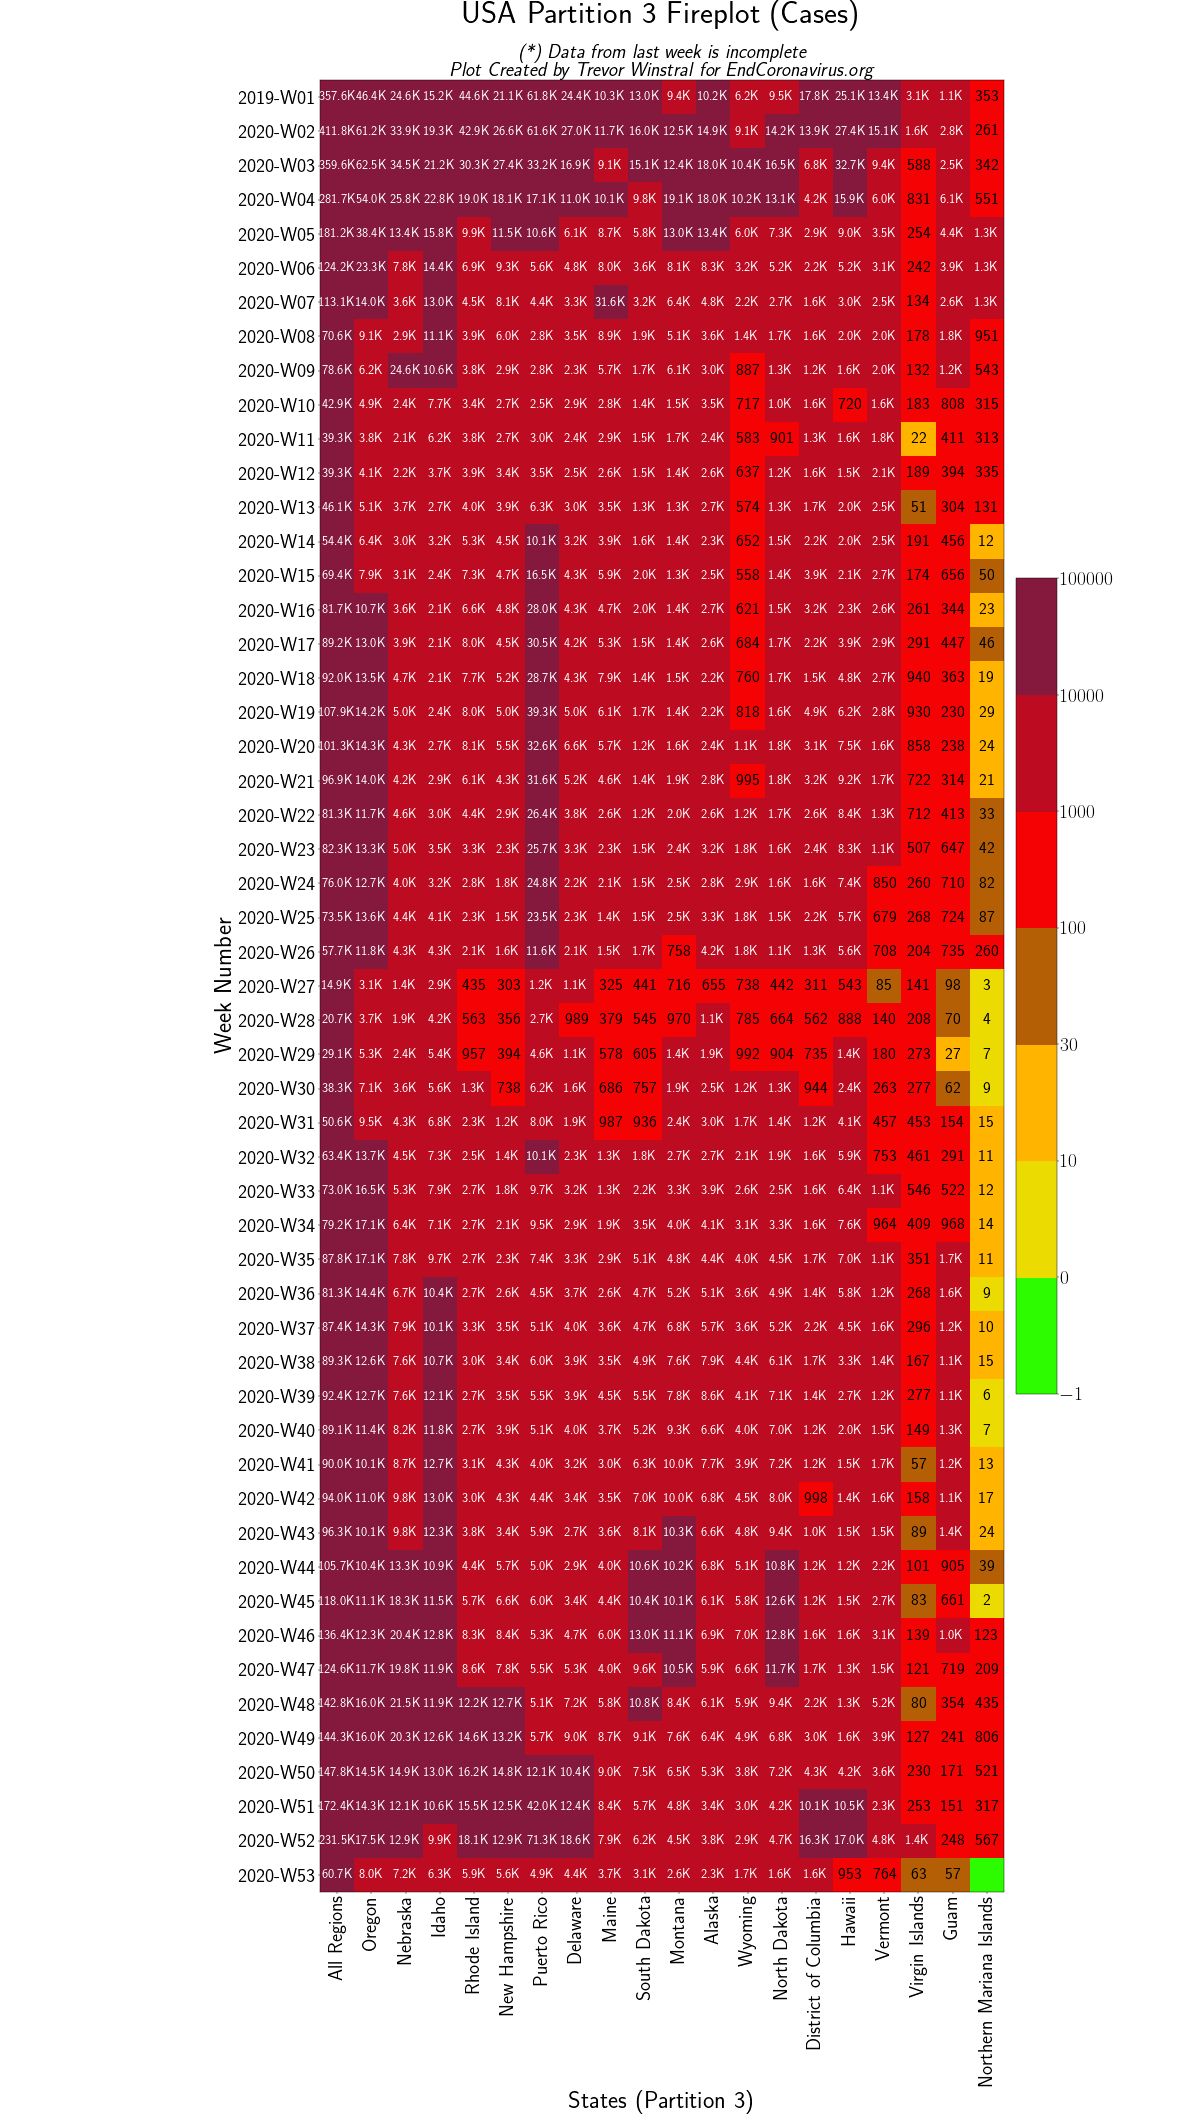 USA Partition 3 Fireplot (Cases)
(*) Data from last week is incomplete
Plot Created by Trevor Winstral for EndCoronavirus.org
2019-W01 357.6K 46.4K 24.6K 15.2K 44.6K 21.1K 61.8K 24.4K 10.3K 13.0K 9.4K 10.2K 6.2K 9.5K 17.8K 25.1K 13.4K 3.1K 1.1K 353
2020-W02 411.8K 61.2K 33.9K 19.3K 42.9K 26.6K 61.6K 27.0K 11.7K 16.0K 12.5K 14.9K 9.1K 14.2K 13.9K 27.4K 15.1K 1.6K 2.8K 261
2020-W03 359.6K 62.5K 34.5K 21.2K 30.3K 27.4K 33.2K 16.9K 9.1K 15.1K 12.4K 18.0K 10.4K 16.5K 6.8K 32.7K 9.4K 588 2.5K 342
2020-W04 281.7K 54.0K 25.8K 22.8K 19.0K 18.1K 17.1K 11.0K 10.1K 9.8K 19.1K 18.0K 10.2K 13.1K 4.2K 15.9K 6.0K 831 6.1K 551
2020-W05 181.2K 38.4K 13.4K 15.8K 9.9K 11.5K 10.6K 6.1K 8.7K 5.8K 13.0K 13.4K 6.0K 7.3K 2.9K 9.0K 3.5K 254 4.4K 1.3K
2020-W06 124.2K 23.3K 7.8K 14.4K 6.9K 9.3K 5.6K 4.8K 8.0K 3.6K 8.1K 8.3K 3.2K 5.2K 2.2K 5.2K 3.1K 242 3.9K 1.3K
2020-W07 113.1K 14.0K 3.6K 13.0K 4.5K 8.1K 4.4K 3.3K 31.6K 3.2K 6.4K 4.8K 2.2K 2.7K 1.6K 3.0K 2.5K 134 2.6K 1.3K
2020-W08 70.6K 9.1K 2.9K 11.1K 3.9K 6.0K 2.8K 3.5K 8.9K 1.9K 5.1K 3.6K 1.4K 1.7K 1.6K 2.0K 2.0K 178 1.8K 951
2020-W09 78.6K 6.2K 24.6K 10.6K 3.8K 2.9K 2.8K 2.3K 5.7K 1.7K 6.1K 3.0K 887 1.3K 1.2K 1.6K 2.0K 132 1.2K 543
2020-W10 42.9K 4.9K 2.4K 7.7K 3.4K 2.7K 2.5K 2.9K 2.8K 1.4K 1.5K 3.5K 717 1.0K 1.6K 720 1.6K 183 808 315
2020-W11 39.3K 3.8K 2.1K 6.2K 3.8K 2.7K 3.0K 2.4K 2.9K 1.5K 1.7K 2.4K 583 901 1.3K 1.6K 1.8K 22 411 313
2020-W12 39.3K 4.1K 2.2K 3.7K 3.9K 3.4K 3.5K 2.5K 2.6K 1.5K 1.4K 2.6K 637 1.2K 1.6K 1.5K 2.1K 189 394 335
2020-W13 46.1K 5.1K 3.7K 2.7K 4.0K 3.9K 6.3K 3.0K 3.5K 1.3K 1.3K 2.7K 574 1.3K 1.7K 2.0K 2.5K 51 304 131
2020-W14 54.4K 6.4K 3.0K 3.2K 5.3K 4.5K 10.1K 3.2K 3.9K 1.6K 1.4K 2.3K 652 1.5K 2.2K 2.0K 2.5K 191 456 12
2020-W15 69.4K 7.9K 3.1K 2.4K 7.3K 4.7K 16.5K 4.3K 5.9K 2.0K 1.3K 2.5K 558 1.4K 3.9K 2.1K 2.7K 174 656 50
2020-W16 81.7K 10.7K 3.6K 2.1K 6.6K 4.8K 28.0K 4.3K 4.7K 2.0K 1.4K 2.7K 621 1.5K 3.2K 2.3K 2.6K 261 344 23
2020-W17 89.2K 13.0K 3.9K 2.1K 8.0K 4.5K 30.5K 4.2K 5.3K 1.5K 1.4K 2.6K 684 1.7K 2.2K 3.9K 2.9K 291 447 46
2020-W18 92.0K 13.5K 4.7K 2.1K 7.7K 5.2K 28.7K 4.3K 7.9K 1.4K 1.5K 2.2K 760 1.7K 1.5K 4.8K 2.7K 940 363 19
2020-W19 107.9K 14.2K 5.0K 2.4K 8.0K 5.0K 39.3K 5.0K 6.1K 1.7K 1.4K 2.2K 818 1.6K 4.9K 6.2K 2.8K 930 230 29
2020-W20 101.3K 14.3K 4.3K 2.7K 8.1K 5.5K 32.6K 6.6K 5.7K 1.2K 1.6K 2.4K 1.1K 1.8K 3.1K 7.5K 1.6K 858 238 24
2020-W21 96.9K 14.0K 4.2K 2.9K 6.1K 4.3K 31.6K 5.2K 4.6K 1.4K 1.9K 2.8K 995 1.8K 3.2K 9.2K 1.7K 722 314 21
2020-W22 81.3K 11.7K 4.6K 3.0K 4.4K 2.9K 26.4K 3.8K 2.6K 1.2K 2.0K 2.6K 1.2K 1.7K 2.6K 8.4K 1.3K 712 413 33
2020-W23 82.3K 13.3K 5.0K 3.5K 3.3K 2.3K 25.7K 3.3K 2.3K 1.5K 2.4K 3.2K 1.8K 1.6K 2.4K 8.3K 1.1K 507 647 42
2020-W24 76.0K 12.7K 4.0K 3.2K 2.8K 1.8K 24.8K 2.2K 2.1K 1.5K 2.5K 2.8K 2.9K 1.6K 1.6K 7.4K 850 260 710 82
2020-W25 73.5K 13.6K 4.4K 4.1K 2.3K 1.5K 23.5K 2.3K 1.4K 1.5K 2.5K 3.3K 1.8K 1.5K 2.2K 5.7K 679 268 724 87
2020-W26 57.7K 11.8K 4.3K 4.3K 2.1K 1.6K 11.6K 2.1K 1.5K 1.7K 758 4.2K 1.8K 1.1K 1.3K 5.6K 708 204 735 260
2020-W27 14.9K 3.1K 1.4K 2.9K 435 303 1.2K 1.1K 325 441 716 655 738 442 311 543 85 141 98 3
2020-W28 20.7K 3.7K 1.9K 4.2K 563 356 2.7K 989 379 545 970 1.1K 785 664 562 888 140 208 70 4
2020-W29 29.1K 5.3K 2.4K 5.4K 957 394 4.6K 1.1K 578 605 1.4K 1.9K 992 904 735 1.4K 180 273 27 7
2020-W30 38.3K 7.1K 3.6K 5.6K 1.3K 738 6.2K 1.6K 686 757 1.9K 2.5K 1.2K 1.3K 944 2.4K 263 277 62 9
2020-W31 50.6K 9.5K 4.3K 6.8K 2.3K 1.2K 8.0K 1.9K 987 936 2.4K 3.0K 1.7K 1.4K 1.2K 4.1K 457 453 154 15
2020-W32 63.4K 13.7K 4.5K 7.3K 2.5K 1.4K 10.1K 2.3K 1.3K 1.8K 2.7K 2.7K 2.1K 1.9K 1.6K 5.9K 753 461 291 11
2020-W33 73.0K 16.5K 5.3K 7.9K 2.7K 1.8K 9.7K 3.2K 1.3K 2.2K 3.3K 3.9K 2.6K 2.5K 1.6K 6.4K 1.1K 546 522 12
2020-W34 79.2K 17.1K 6.4K 7.1K 2.7K 2.1K 9.5K 2.9K 1.9K 3.5K 4.0K 4.1K 3.1K 3.3K 1.6K 7.6K 964 409 968 14
2020-W35 87.8K 17.1K 7.8K 9.7K 2.7K 2.3K 7.4K 3.3K 2.9K 5.1K 4.8K 4.4K 4.0K 4.5K 1.7K 7.0K 1.1K 351 1.7K 11
2020-W36 81.3K 14.4K 6.7K 10.4K 2.7K 2.6K 4.5K 3.7K 2.6K 4.7K 5.2K 5.1K 3.6K 4.9K 1.4K 5.8K 1.2K 268 1.6K 9
2020-W37 87.4K 14.3K 7.9K 10.1K 3.3K 3.5K 5.1K 4.0K 3.6K 4.7K 6.8K 5.7K 3.6K 5.2K 2.2K 4.5K 1.6K 296 1.2K 10
2020-W38 89.3K 12.6K 7.6K 10.7K 3.0K 3.4K 6.0K 3.9K 3.5K 4.9K 7.6K 7.9K 4.4K 6.1K 1.7K 3.3K 1.4K 167 1.1K 15
2020-W39 92.4K 12.7K 7.6K 12.1K 2.7K 3.5K 5.5K 3.9K 4.5K 5.5K 7.8K 8.6K 4.1K 7.1K 1.4K 2.7K 1.2K 277 1.1K 6
2020-W40 89.1K 11.4K 8.2K 11.8K 2.7K 3.9K 5.1K 4.0K 3.7K 5.2K 9.3K 6.6K 4.0K 7.0K 1.2K 2.0K 1.5K 149 1.3K 7
2020-W41 90.0K 10.1K 8.7K 12.7K 3.1K 4.3K 4.0K 3.2K 3.0K 6.3K 10.0K 7.7K 3.9K 7.2K 1.2K 1.5K 1.7K 57 1.2K 13
2020-W42 94.0K 11.0K 9.8K 13.0K 3.0K 4.3K 4.4K 3.4K 3.5K 7.0K 10.0K 6.8K 4.5K 8.0K 998 1.4K 1.6K 158 1.1K 17
2020-W43 96.3K 10.1K 9.8K 12.3K 3.8K 3.4K 5.9K 2.7K 3.6K 8.1K 10.3K 6.6K 4.8K 9.4K 1.0K 1.5K 1.5K 89 1.4K 24
2020-W44 105.7K 10.4K 13.3K 10.9K 4.4K 5.7K 5.0K 2.9K 4.0K 10.6K 10.2K 6.8K 5.1K 10.8K 1.2K 1.2K 2.2K 101 905 39
2020-W45 118.0K 11.1K 18.3K 11.5K 5.7K 6.6K 6.0K 3.4K 4.4K 10.4K 10.1K 6.1K 5.8K 12.6K 1.2K 1.5K 2.7K 83 661 2
2020-W46 136.4K 12.3K 20.4K 12.8K 8.3K 8.4K 5.3K 4.7K 6.0K 13.0K 11.1K 6.9K 7.0K 12.8K 1.6K 1.6K 3.1K 139 1.0K 123
2020-W47 124.6K 11.7K 19.8K 11.9K 8.6K 7.8K 5.5K 5.3K 4.0K 9.6K 10.5K 5.9K 6.6K 11.7K 1.7K 1.3K 1.5K 121 719 209
2020-W48 142.8K 16.0K 21.5K 11.9K 12.2K 12.7K 5.1K 7.2K 5.8K 10.8K 8.4K 6.1K 5.9K 9.4K 2.2K 1.3K 5.2K 80 354 435
2020-W49 144.3K 16.0K 20.3K 12.6K 14.6K 13.2K 5.7K 9.0K 8.7K 9.1K 7.6K 6.4K 4.9K 6.8K 3.0K 1.6K 3.9K 127 241 806
2020-W50 147.8K 14.5K 14.9K 13.0K 16.2K 14.8K 12.1K 10.4K 9.0K 7.5K 6.5K 5.3K 3.8K 7.2K 4.3K 4.2K 3.6K 230 171 521
2020-W51 172.4K 14.3K 12.1K 10.6K 15.5K 12.5K 42.0K 12.4K 8.4K 5.7K 4.8K 3.4K 3.0K 4.2K 10.1K 10.5K 2.3K 253 151 317
2020-W52 231.5K 17.5K 12.9K 9.9K 18.1K 12.9K 71.3K 18.6K 7.9K 6.2K 4.5K 3.8K 2.9K 4.7K 16.3K 17.0K 4.8K 1.4K 248 567
2020-W53 60.7K 8.0K 7.2K 6.3K 5.9K 5.6K 4.9K 4.4K 3.7K 3.1K 2.6K 2.3K 1.7K 1.6K 1.6K 953 764 63 57
Week Number
100000
10000
1000
100
30
10
0
−1
All Regions
Oregon
Nebraska
Idaho
Rhode Island
New Hampshire
Puerto Rico
Delaware
Maine
South Dakota
Montana
Alaska
Wyoming
North Dakota
District of Columbia
Hawaii
Vermont
Virgin Islands
Guam
Northern Mariana Islands
States (Partition 3)